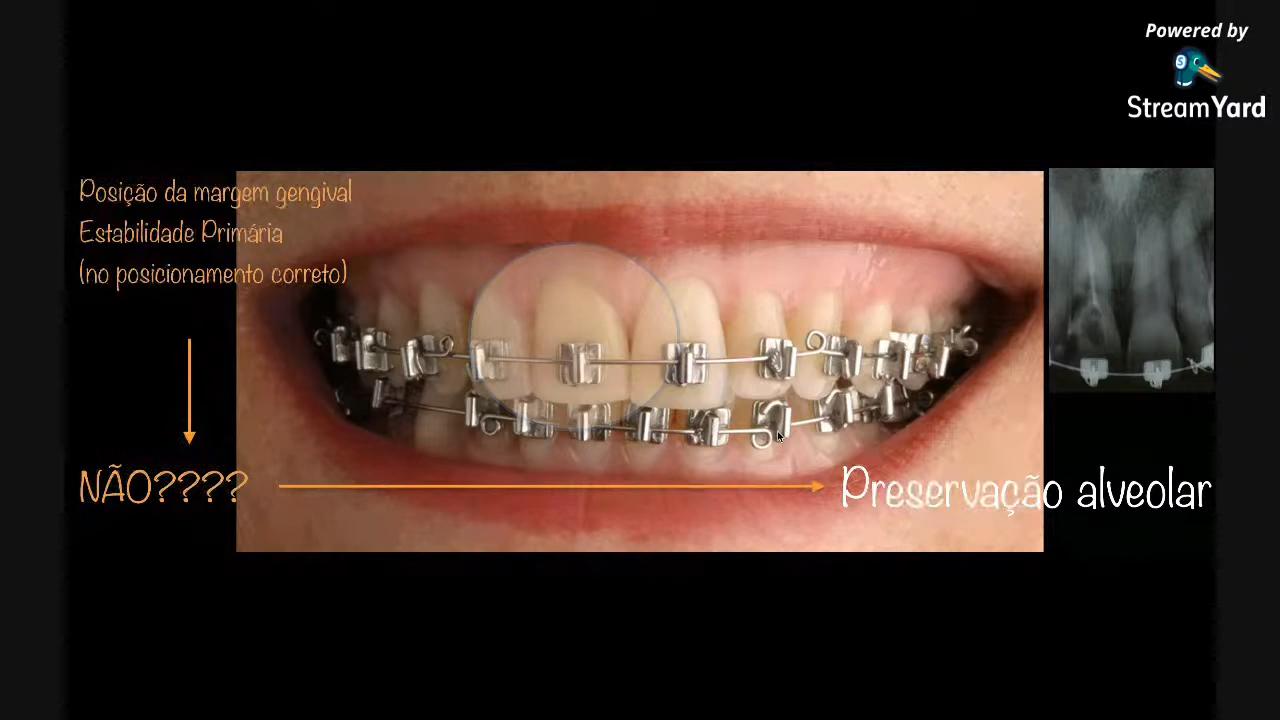 Powered by
StreamYard
Posição da margem gengival
Estabilidade Primária
(no posicionamento correto)
NÃO????
Preservação alveolar